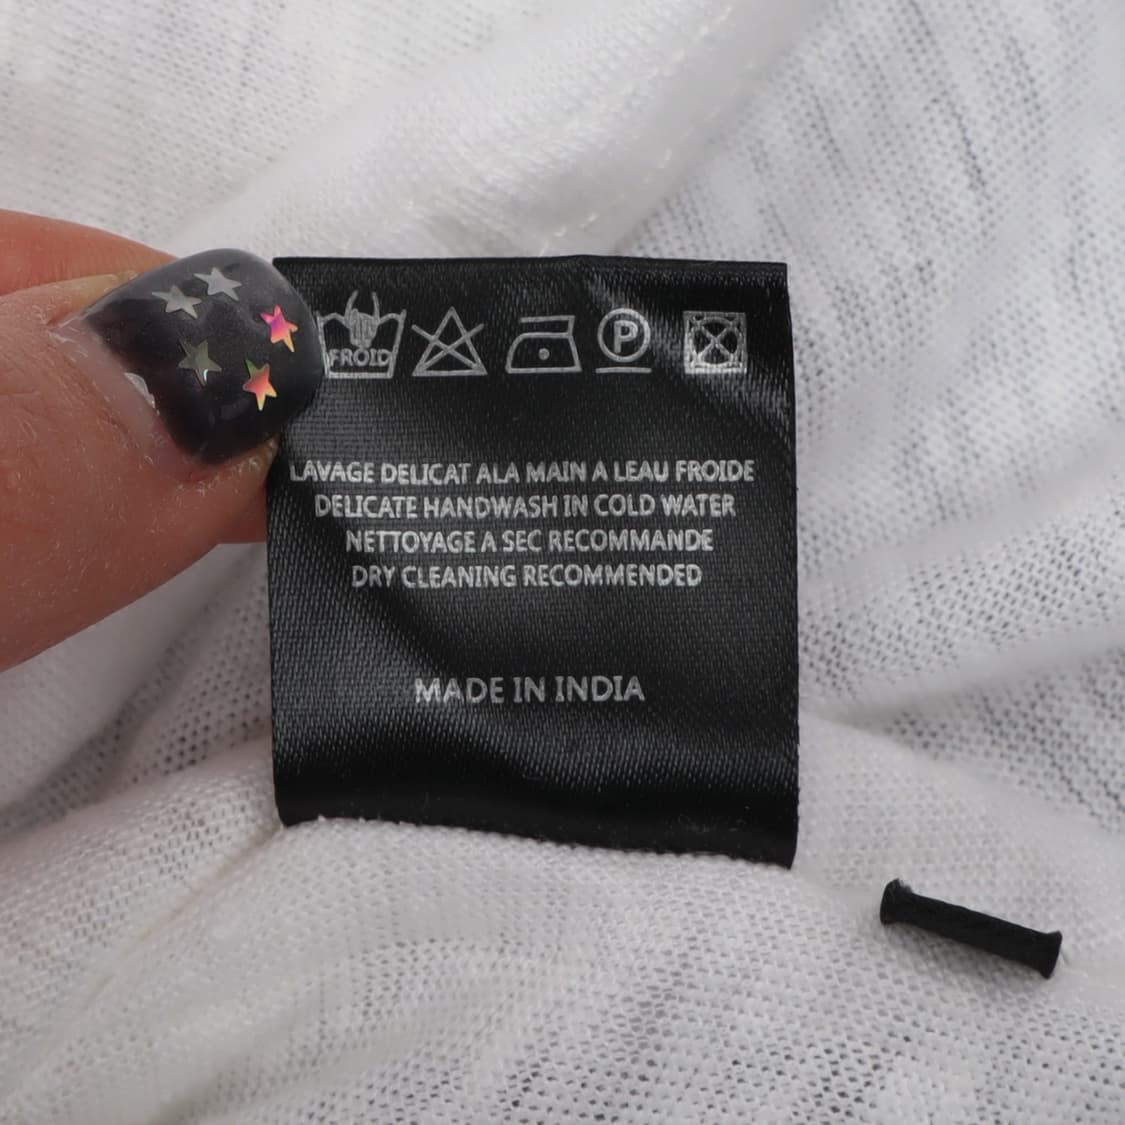 FROID P
LAVAGE DELICAT ALA MAIN A LEAU FROIDE
DELICATE HANDWASH IN COLD WATER
NETTOYAGE A SEC RECOMMANDE
DRY CLEANING RECOMMENDED
MADE IN INDIA